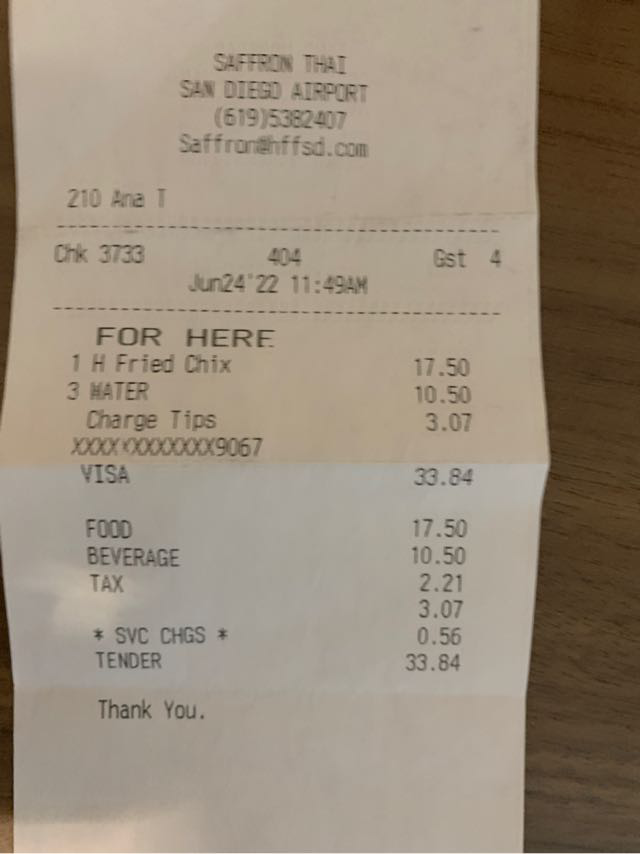 SAFFRON THAI
SAN DIEGO AIRPORT
(619)5382407
Saffron@hffsd.com
210 Ana T
Chk 3733 404 Gst 4
Jun24'22 11:49AM
FOR HERE
1 H Fried Chix 17.50
3 WATER 10.50
Charge Tips 3.07
XXXXXXXXXXXX9067
VISA 33.84
FOOD 17.50
BEVERAGE 10.50
TAX 2.21
3.07
* SVC CHGS * 0.56
TENDER 33.84
Thank You.